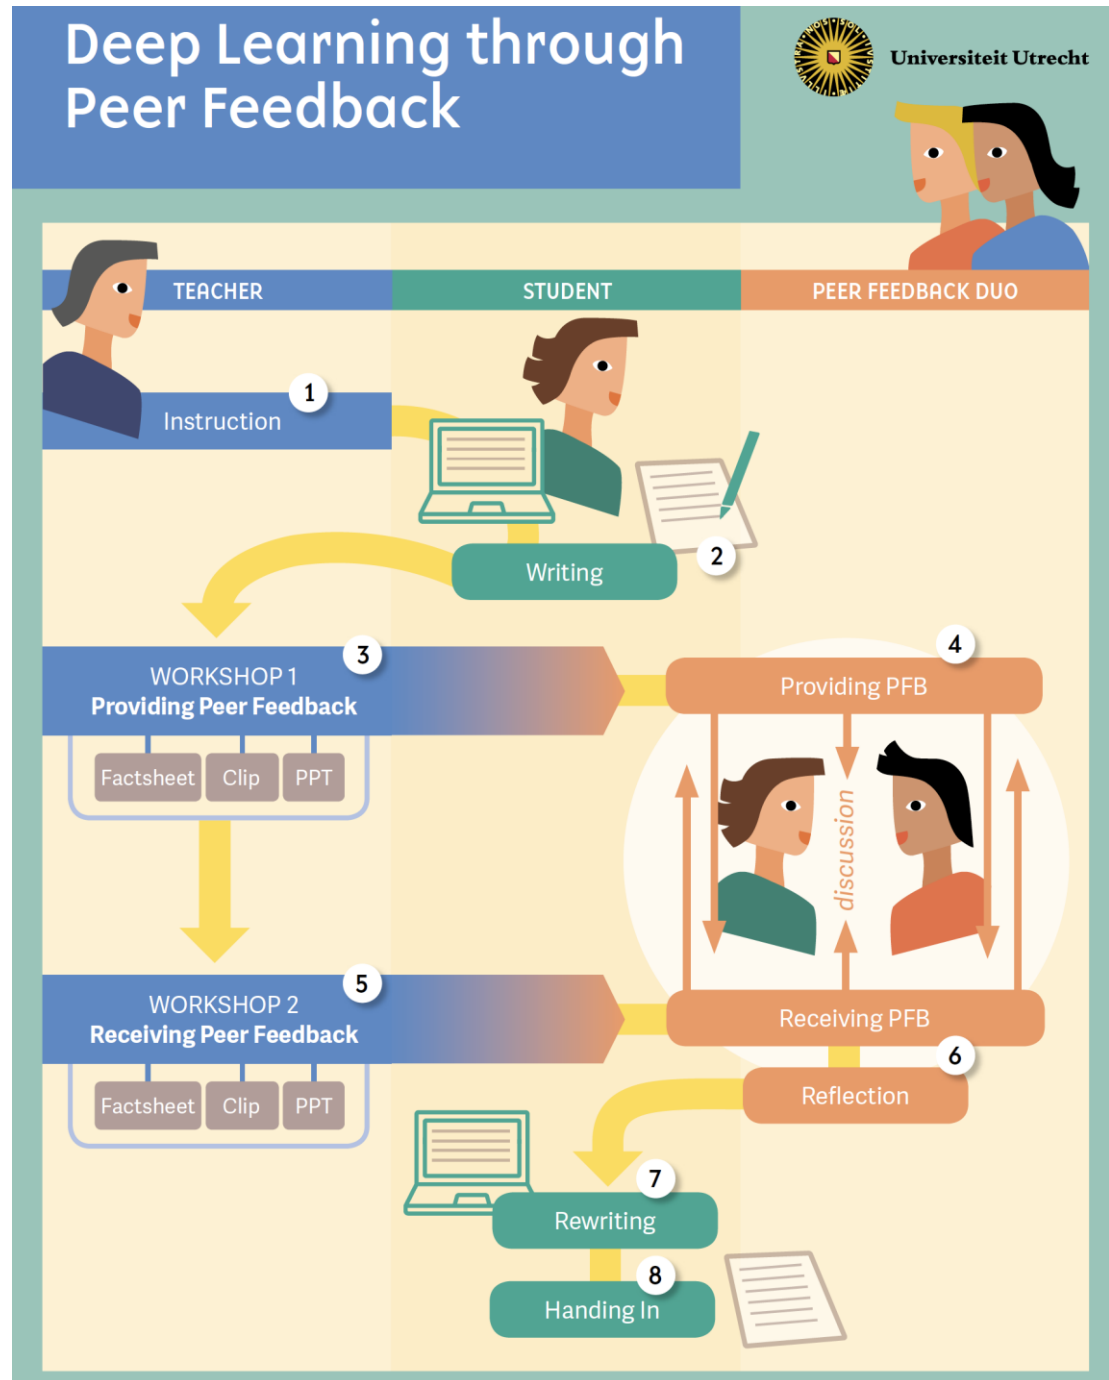 Deep Learning through
Peer Feedback
Universiteit Utrecht
TEACHER
STUDENT
PEER FEEDBACK DUO
1
Instruction
2
Writing
3
WORKSHOP 1
Providing Peer Feedback
Factsheet
Clip
PPT
4
Providing PFB
discussion
5
WORKSHOP 2
Receiving Peer Feedback
Factsheet
Clip
PPT
Receiving PFB
6
Reflection
7
Rewriting
8
Handing In